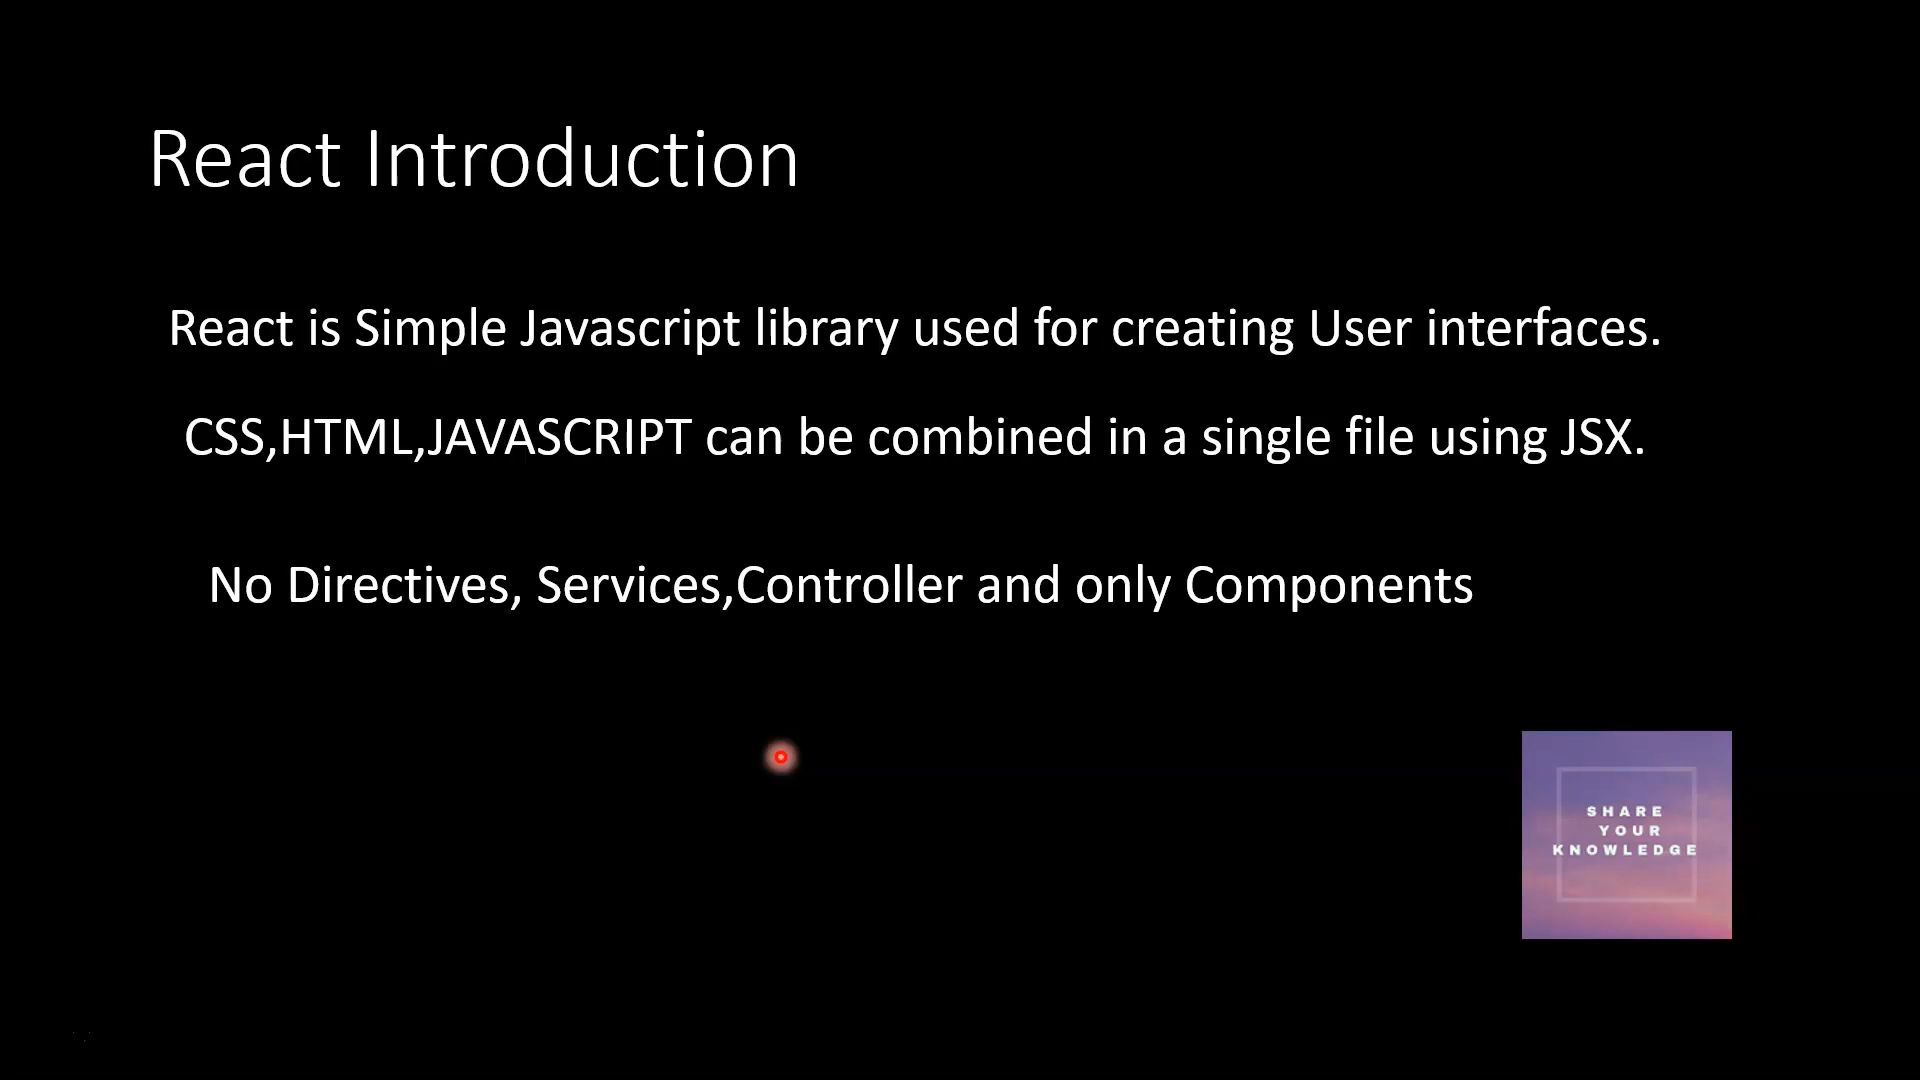 React Introduction
React is Simple Javascript library used for creating User interfaces.
CSS,HTML,JAVASCRIPT can be combined in a single file using JSX.
No Directives, Services,Controller and only Components
SHARE
YOUR
KNOWLEDGE